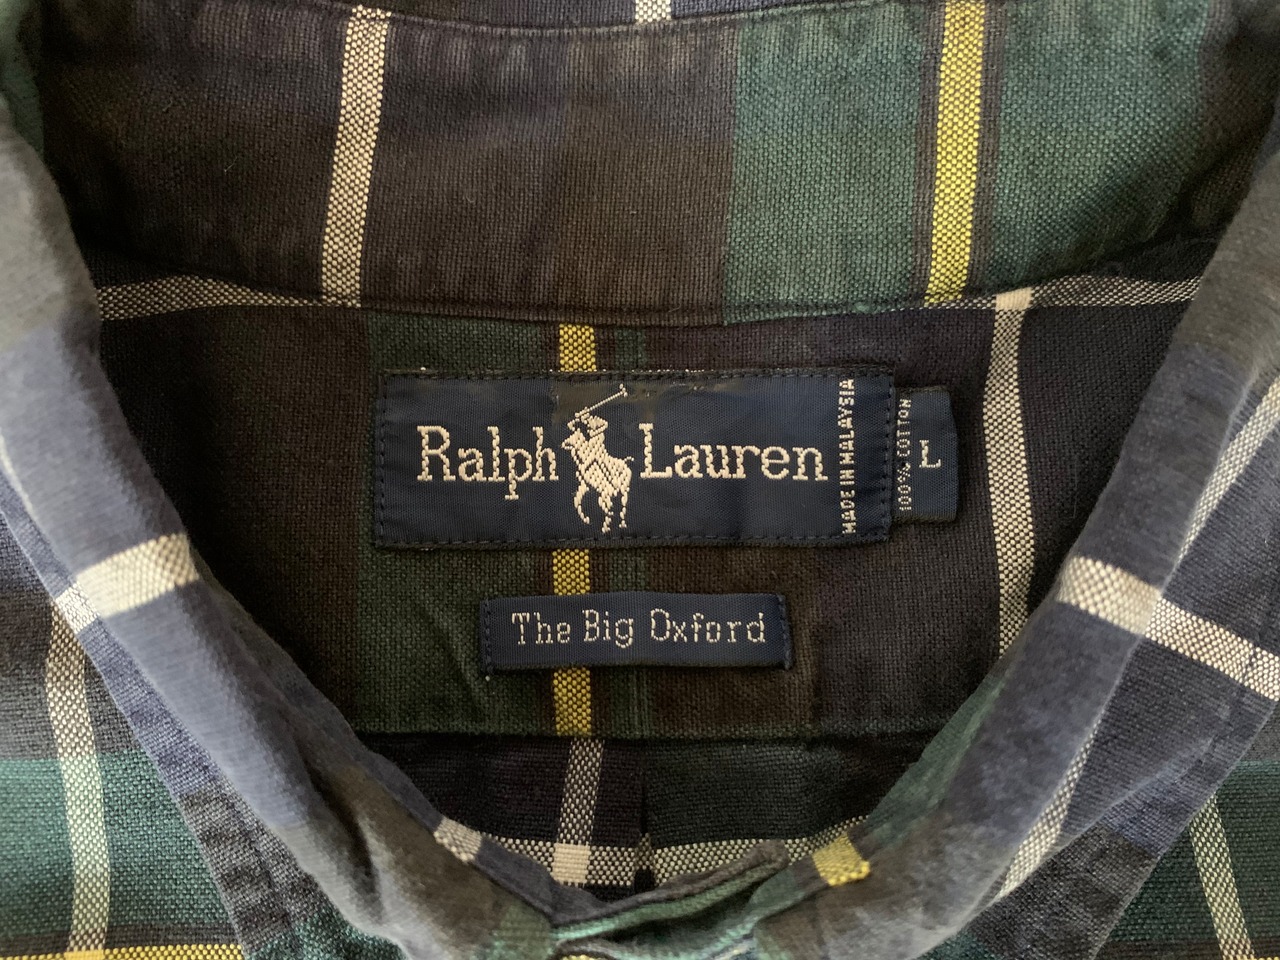 Ralph Lauren
MADE IN MALAYSIA
100% COTTON
L
The Big Oxford